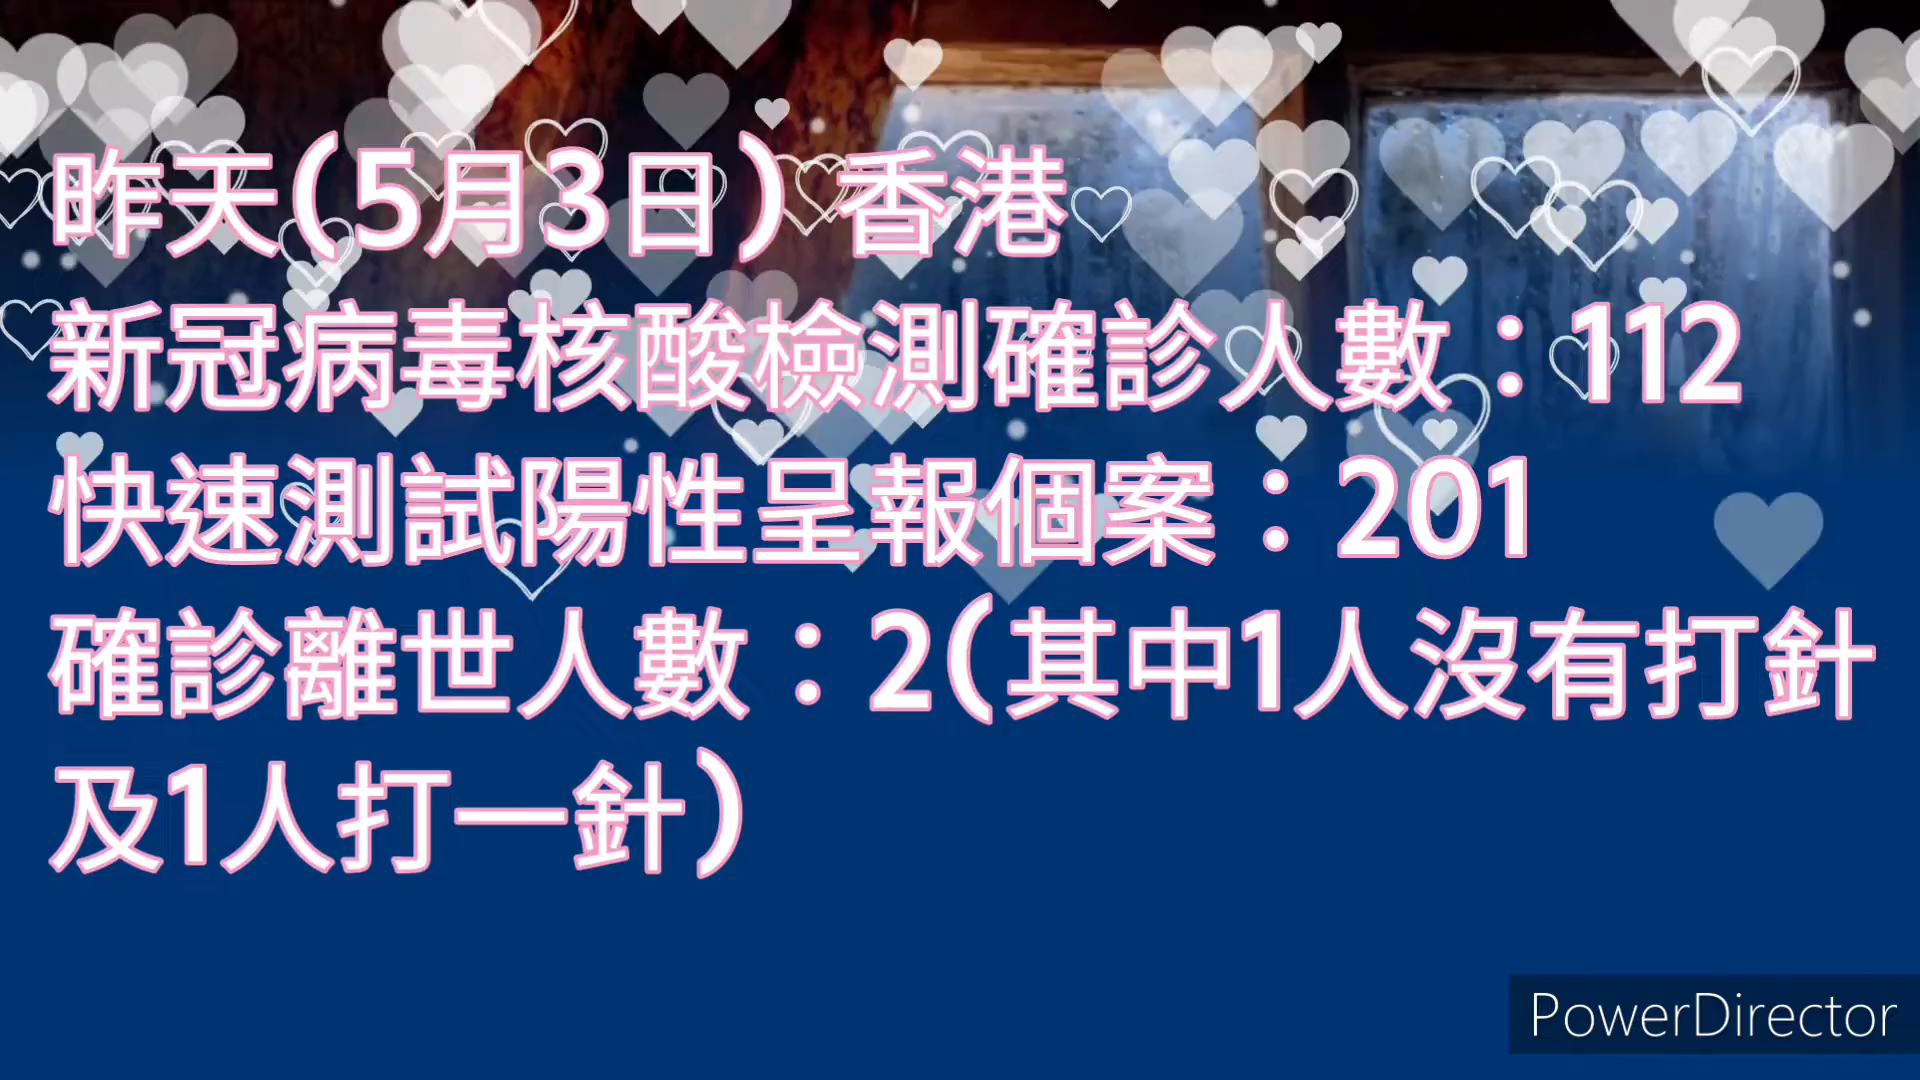 昨天(5月3日)香港
新冠病毒核酸檢測確診人數：112
快速測試陽性呈報個案：201
確診離世人數：2(其中1人沒有打針
及1人打一針)
PowerDirector